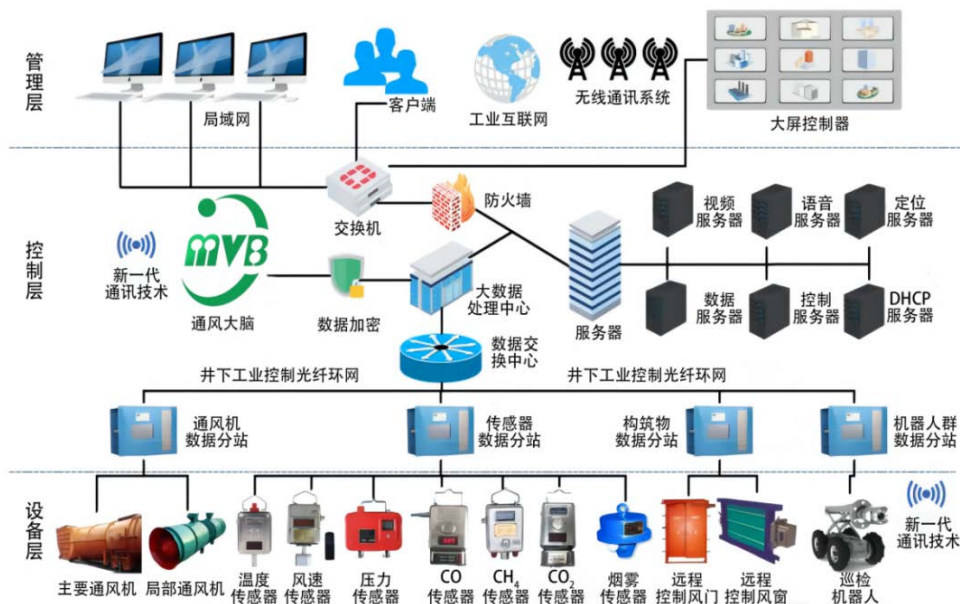 管理层
局域网
客户端
工业互联网
无线通讯系统
大屏控制器
控制层
交换机
防火墙
视频
服务器
语音
服务器
定位
服务器
新一代
通讯技术
MVB
通风大脑
数据加密
大数据
处理中心
服务器
数据
服务器
控制
服务器
DHCP
服务器
数据交
换中心
井下工业控制光纤环网
井下工业控制光纤环网
通风机
数据分站
传感器
数据分站
构筑物
数据分站
机器人群
数据分站
设备层
主要通风机
局部通风机
温度
传感器
风速
传感器
压力
传感器
CO
传感器
CH₄
传感器
CO₂
传感器
烟雾
传感器
远程
控制风门
远程
控制风窗
巡检
机器人
新一代
通讯技术